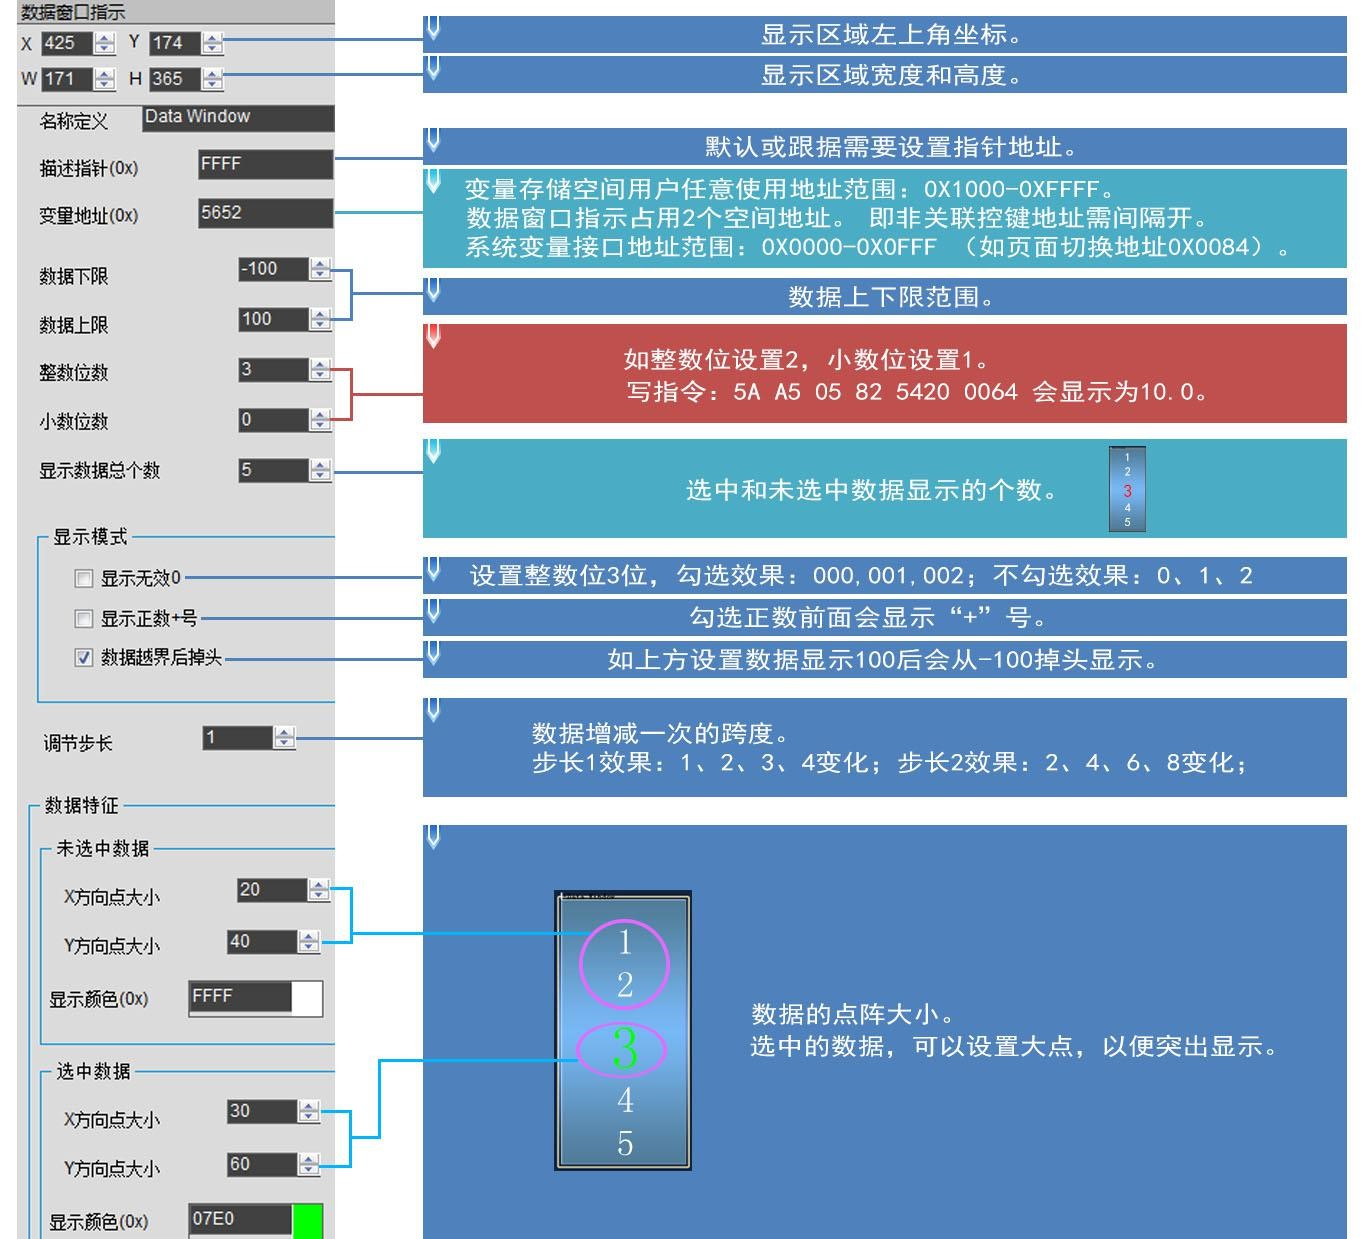 数据窗口指示
X 425 Y 174
显示区域左上角坐标。
W 171 H 365
显示区域宽度和高度。
名称定义 Data Window
描述指针(0x) FFFF
默认或跟据需要设置指针地址。
变量地址(0x) 5652
变量存储空间用户任意使用地址范围：0X1000-0XFFFF。
数据窗口指示占用2个空间地址。 即非关联控键地址需间隔开。
系统变量接口地址范围：0X0000-0X0FFF （如页面切换地址0X0084）。
数据下限 -100
数据上限 100
数据上下限范围。
整数位数 3
小数位数 0
如整数位设置2，小数位设置1。
写指令：5A A5 05 82 5420 0064 会显示为10.0。
显示数据总个数 5
选中和未选中数据显示的个数。
1
2
3
4
5
显示模式
显示无效0
设置整数位3位，勾选效果：000,001,002；不勾选效果：0、1、2
显示正数+号
勾选正数前面会显示“+”号。
数据越界后掉头
如上方设置数据显示100后会从-100掉头显示。
调节步长 1
数据增减一次的跨度。
步长1效果：1、2、3、4变化；步长2效果：2、4、6、8变化；
数据特征
未选中数据
X方向点大小 20
Y方向点大小 40
显示颜色(0x) FFFF
选中数据
X方向点大小 30
Y方向点大小 60
显示颜色(0x) 07E0
1
2
3
4
5
数据的点阵大小。
选中的数据，可以设置大点，以便突出显示。